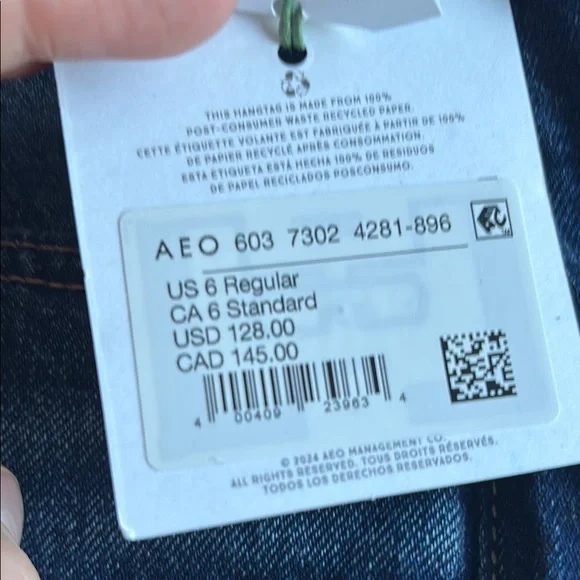 THIS HANGTAG IS MADE FROM 100%
POST-CONSUMER WASTE RECYCLED PAPER.
CETTE ÉTIQUETTE VOLANTE EST FABRIQUÉE À PARTIR DE 100%
DE PAPIER RECYCLÉ APRÈS CONSOMMATION.
ESTA ETIQUETA ESTÁ HECHA 100% DE RESIDUOS
DE PAPEL RECICLADOS POSCONSUMO.
AEO 603 7302 4281-896
US 6 Regular
CA 6 Standard
USD 128.00
CAD 145.00
4 00409 23963 4
© 2024 AEO MANAGEMENT CO.
ALL RIGHTS RESERVED. TOUS DROITS RÉSERVÉS.
TODOS LOS DERECHOS RESERVADOS.